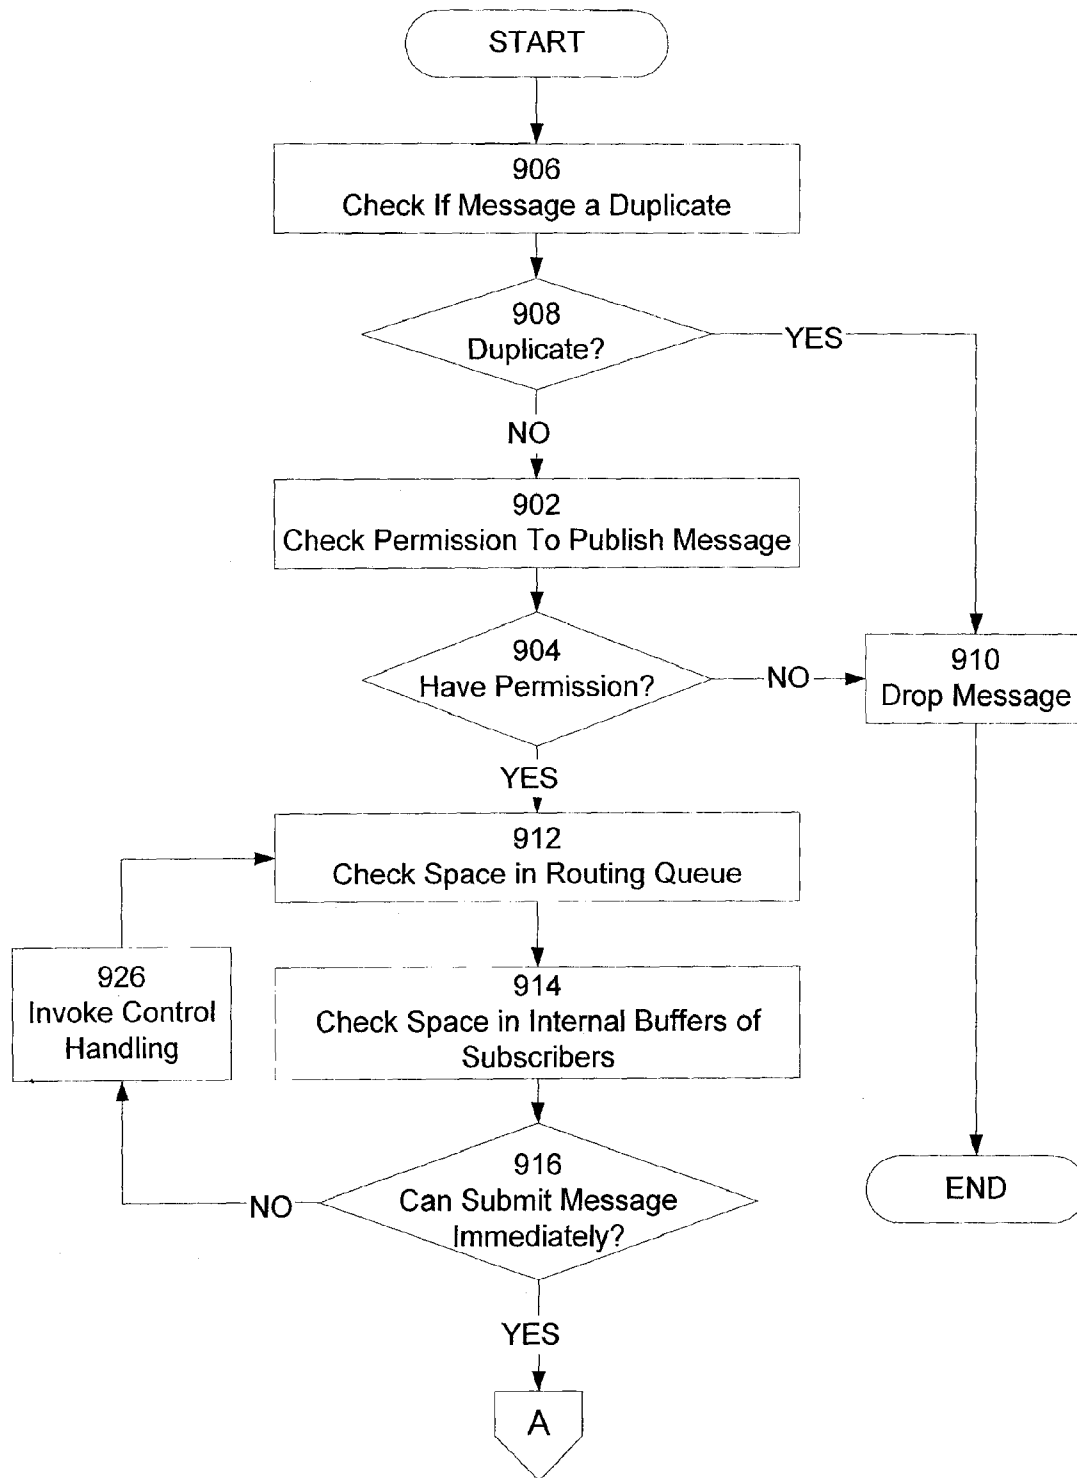 START
906
Check If Message a Duplicate
908
Duplicate?
YES
NO
902
Check Permission To Publish Message
904
Have Permission?
NO
910
Drop Message
YES
912
Check Space in Routing Queue
926
Invoke Control
Handling
914
Check Space in Internal Buffers of
Subscribers
916
Can Submit Message
Immediately?
NO
END
YES
A